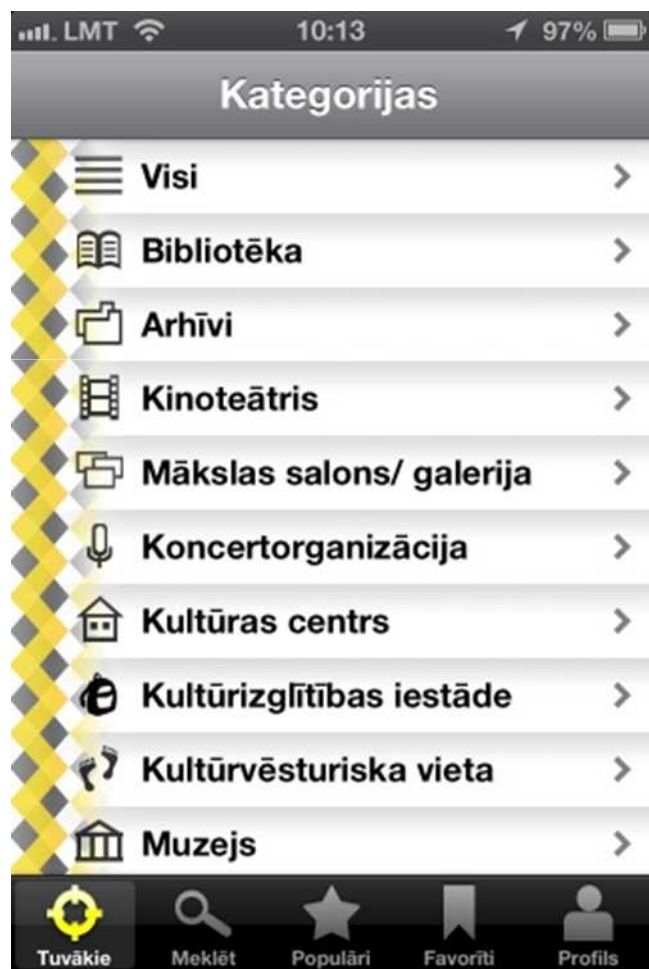 LMT 10:13 97%
Kategorijas
Visi
Bibliotēka
Arhīvi
Kinoteātris
Mākslas salons/ galerija
Koncertorganizācija
Kultūras centrs
Kultūrizglītības iestāde
Kultūrvēsturiska vieta
Muzejs
Tuvākie Meklēt Populāri Favorīti Profils